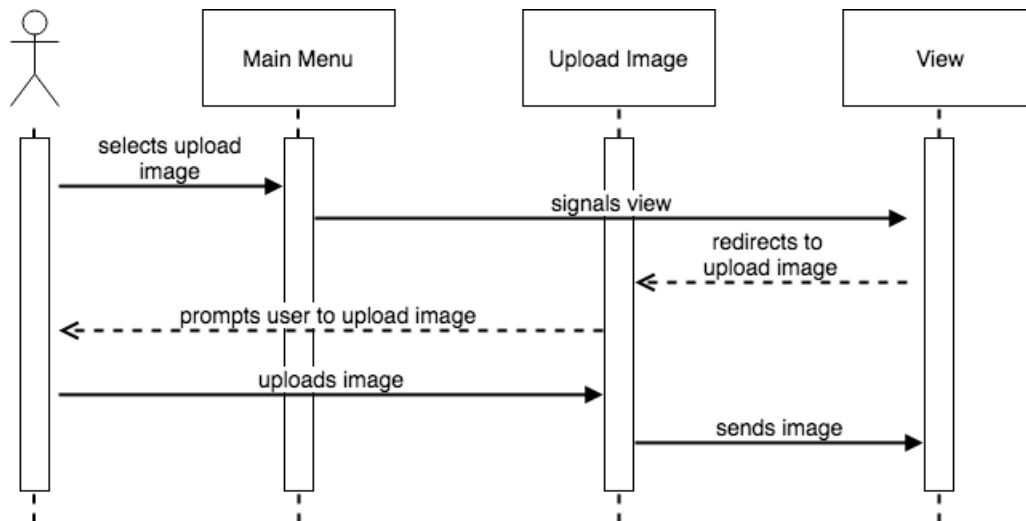 Main Menu
Upload Image
View
selects upload
image
signals view
redirects to
upload image
prompts user to upload image
uploads image
sends image